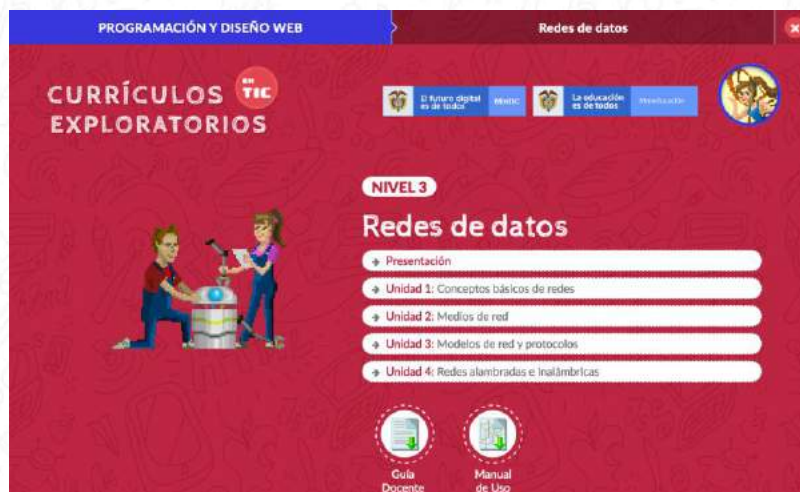 PROGRAMACIÓN Y DISEÑO WEB
Redes de datos
CURRÍCULOS EN TIC
EXPLORATORIOS
El futuro digital
es de todos
MinTIC
La educación
es de todos
Mineducación
NIVEL 3
Redes de datos
Presentación
Unidad 1: Conceptos básicos de redes
Unidad 2: Medios de red
Unidad 3: Modelos de red y protocolos
Unidad 4: Redes alambradas e inalámbricas
Guía
Docente
Manual
de Uso